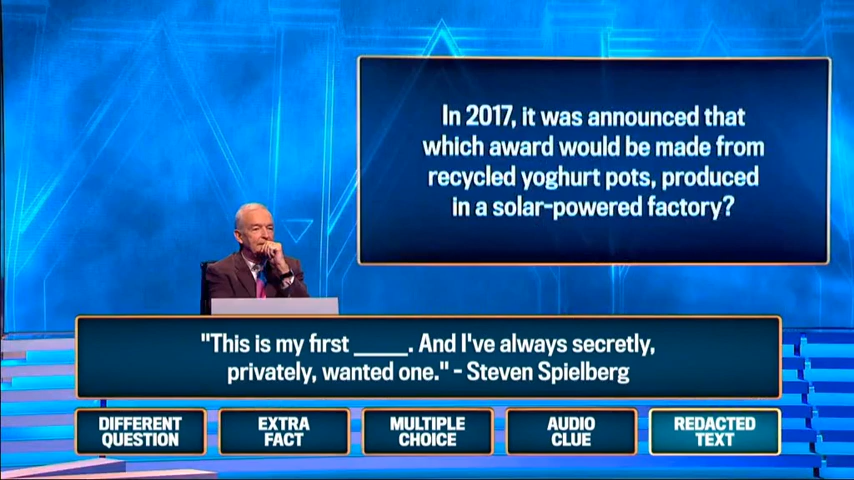 In 2017, it was announced that
which award would be made from
recycled yoghurt pots, produced
in a solar-powered factory?
"This is my first _____. And I've always secretly,
privately, wanted one." - Steven Spielberg
DIFFERENT
QUESTION
EXTRA
FACT
MULTIPLE
CHOICE
AUDIO
CLUE
REDACTED
TEXT